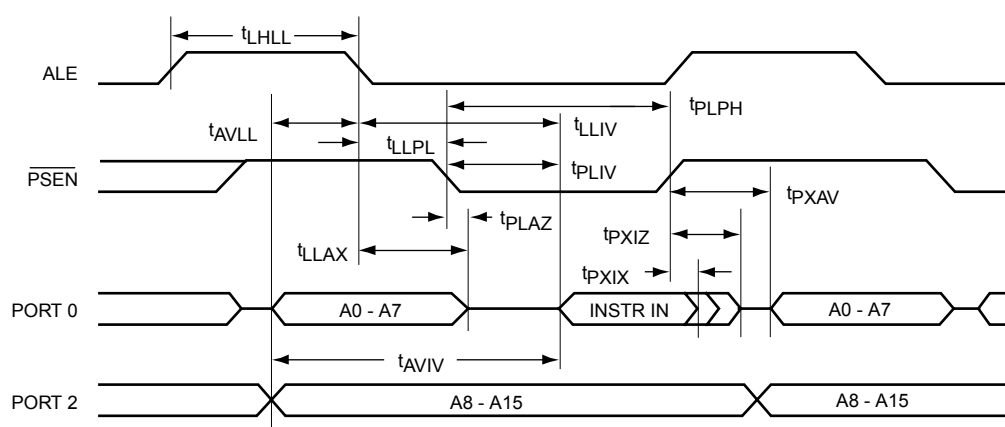 tLHLL
ALE
tPLPH
tAVLL
tLLIV
tLLPL
PSEN
tPLIV
tPXAV
tPLAZ
tLLAX
tPXIZ
tPXIX
PORT 0
A0 - A7
INSTR IN
A0 - A7
tAVIV
PORT 2
A8 - A15
A8 - A15